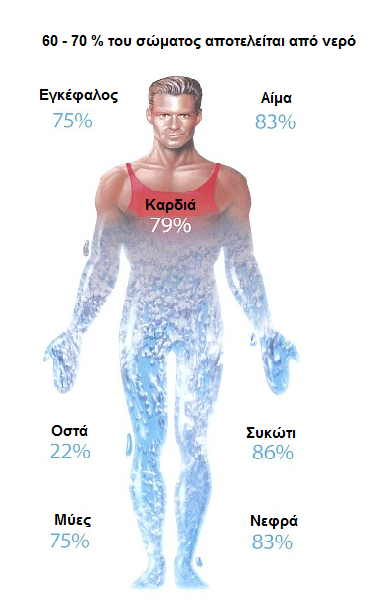 60 - 70 % του σώματος αποτελείται από νερό
Εγκέφαλος
75%
Αίμα
83%
Καρδιά
79%
Οστά
22%
Συκώτι
86%
Μύες
75%
Νεφρά
83%